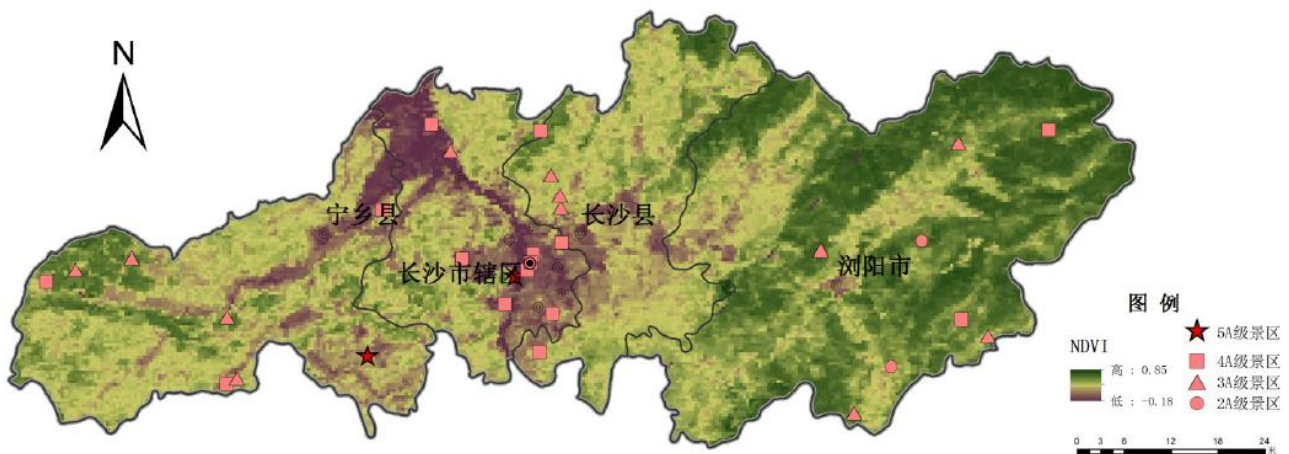 N
宁乡县
长沙县
长沙市辖区
浏阳市
图 例
NDVI
高 : 0.85
低 : -0.18
5A级景区
4A级景区
3A级景区
2A级景区
0 3 6 12 18 24
米